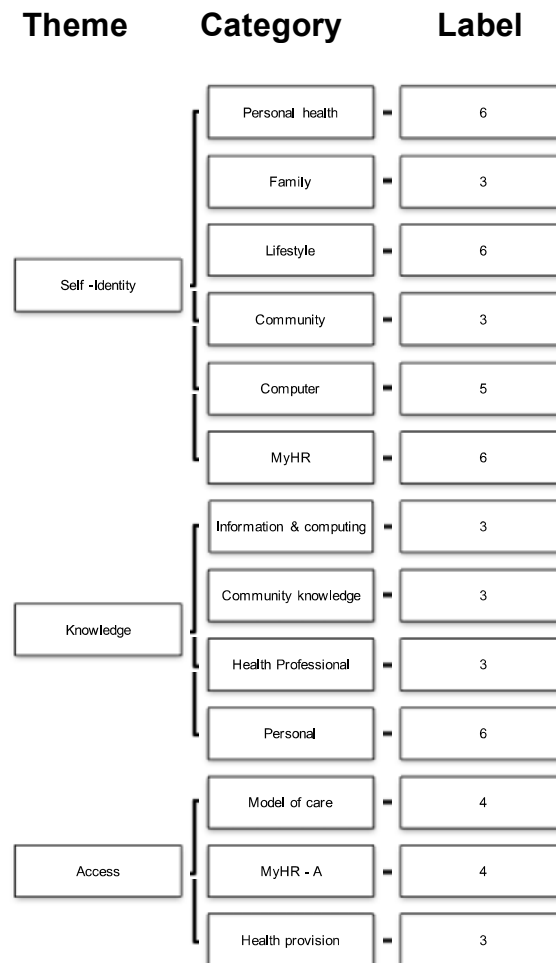 Theme Category Label
Personal health 6
Family 3
Lifestyle 6
Self -Identity
Community 3
Computer 5
MyHR 6
Information & computing 3
Community knowledge 3
Knowledge
Health Professional 3
Personal 6
Model of care 4
Access MyHR - A 4
Health provision 3